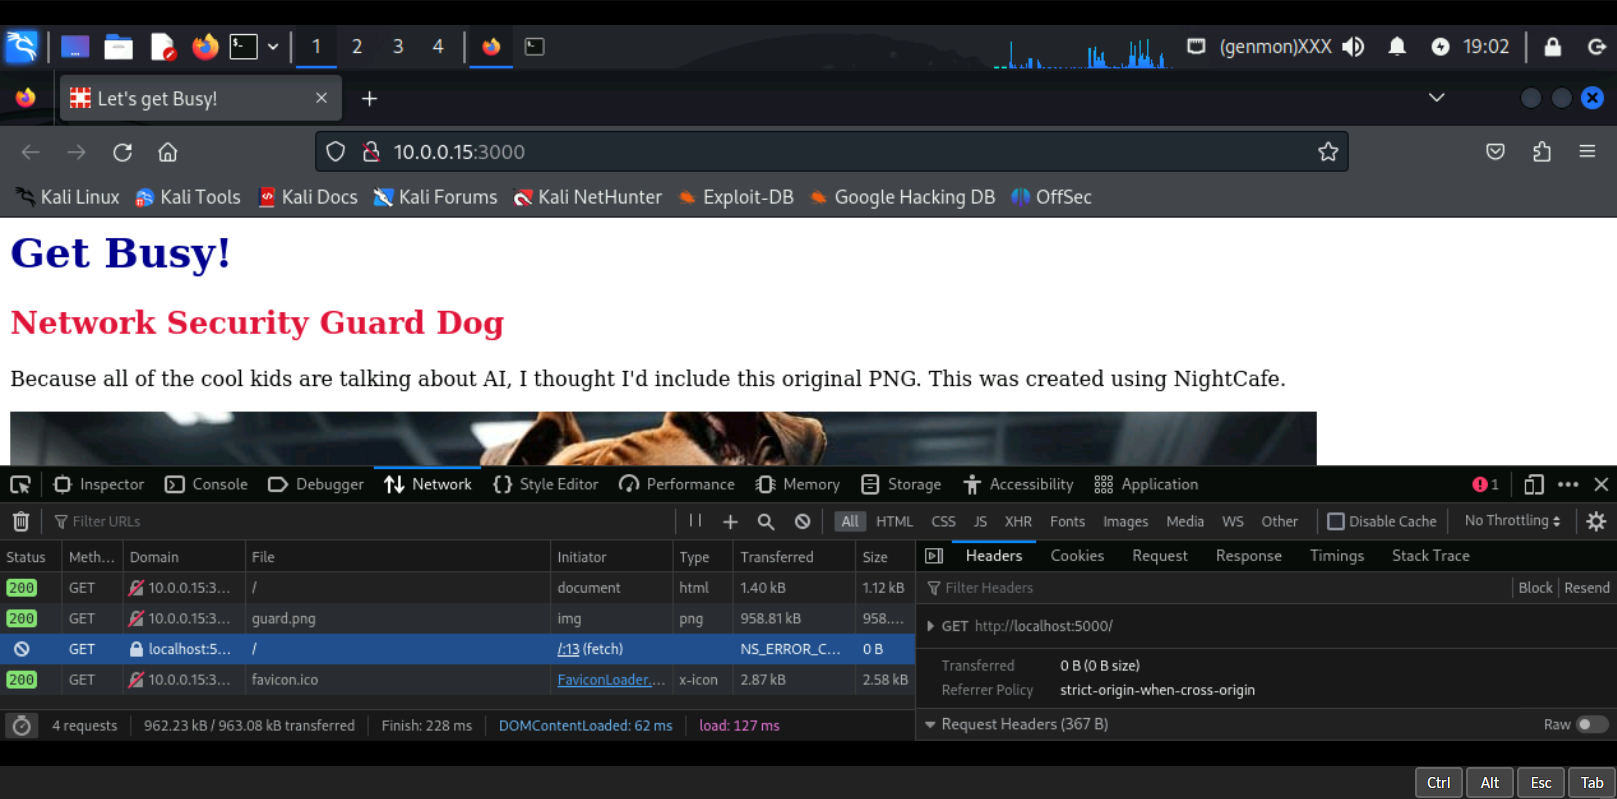 1 2 3 4 (genmon)XXX 19:02
Let's get Busy!
10.0.0.15:3000
Kali Linux Kali Tools Kali Docs Kali Forums Kali NetHunter Exploit-DB Google Hacking DB OffSec
Get Busy!
Network Security Guard Dog
Because all of the cool kids are talking about AI, I thought I'd include this original PNG. This was created using NightCafe.
Inspector Console Debugger Network Style Editor Performance Memory Storage Accessibility Application 1
Filter URLs All HTML CSS JS XHR Fonts Images Media WS Other Disable Cache No Throttling
Status Meth... Domain File Initiator Type Transferred Size Headers Cookies Request Response Timings Stack Trace
200 GET 10.0.0.15:3... / document html 1.40 kB 1.12 kB Filter Headers Block Resend
200 GET 10.0.0.15:3... guard.png img png 958.81 kB 958.... GET http://localhost:5000/
GET localhost:5... / /:13 (fetch) NS_ERROR_C... 0 B Transferred 0 B (0 B size)
200 GET 10.0.0.15:3... favicon.ico FaviconLoader.... x-icon 2.87 kB 2.58 kB Referrer Policy strict-origin-when-cross-origin
4 requests 962.23 kB / 963.08 kB transferred Finish: 228 ms DOMContentLoaded: 62 ms load: 127 ms Request Headers (367 B) Raw
Ctrl Alt Esc Tab